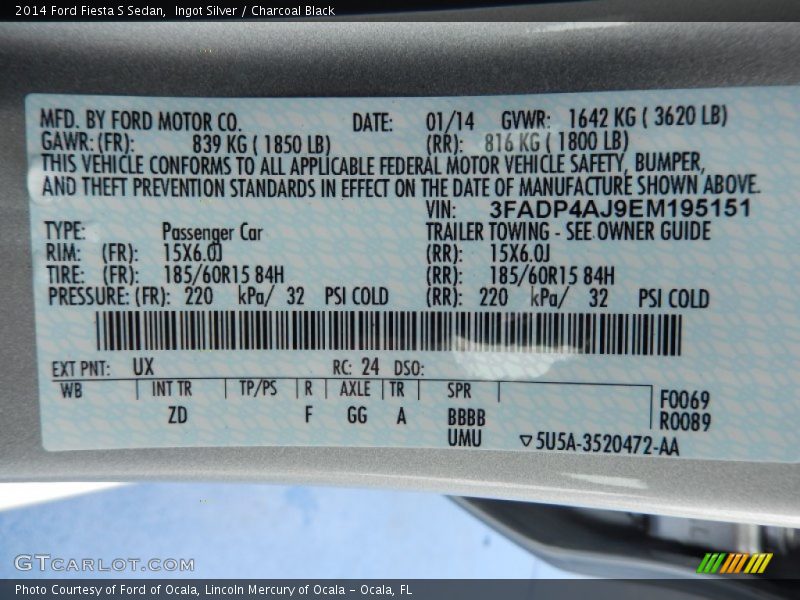 2014 Ford Fiesta S Sedan, Ingot Silver / Charcoal Black
MFD. BY FORD MOTOR CO. DATE: 01/14 GVWR: 1642 KG ( 3620 LB)
GAWR: (FR): 839 KG ( 1850 LB) (RR): 816 KG ( 1800 LB)
THIS VEHICLE CONFORMS TO ALL APPLICABLE FEDERAL MOTOR VEHICLE SAFETY, BUMPER,
AND THEFT PREVENTION STANDARDS IN EFFECT ON THE DATE OF MANUFACTURE SHOWN ABOVE.
VIN: 3FADP4AJ9EM195151
TYPE: Passenger Car TRAILER TOWING - SEE OWNER GUIDE
RIM: (FR): 15X6.0J (RR): 15X6.0J
TIRE: (FR): 185/60R15 84H (RR): 185/60R15 84H
PRESSURE: (FR): 220 kPa/ 32 PSI COLD (RR): 220 kPa/ 32 PSI COLD
EXT PNT: UX RC: 24 DSO:
WB INT TR TP/PS R AXLE TR SPR F0069
ZD F GG A BBBB R0089
UMU ▽5U5A-3520472-AA
GTCARLOT.COM
Photo Courtesy of Ford of Ocala, Lincoln Mercury of Ocala - Ocala, FL